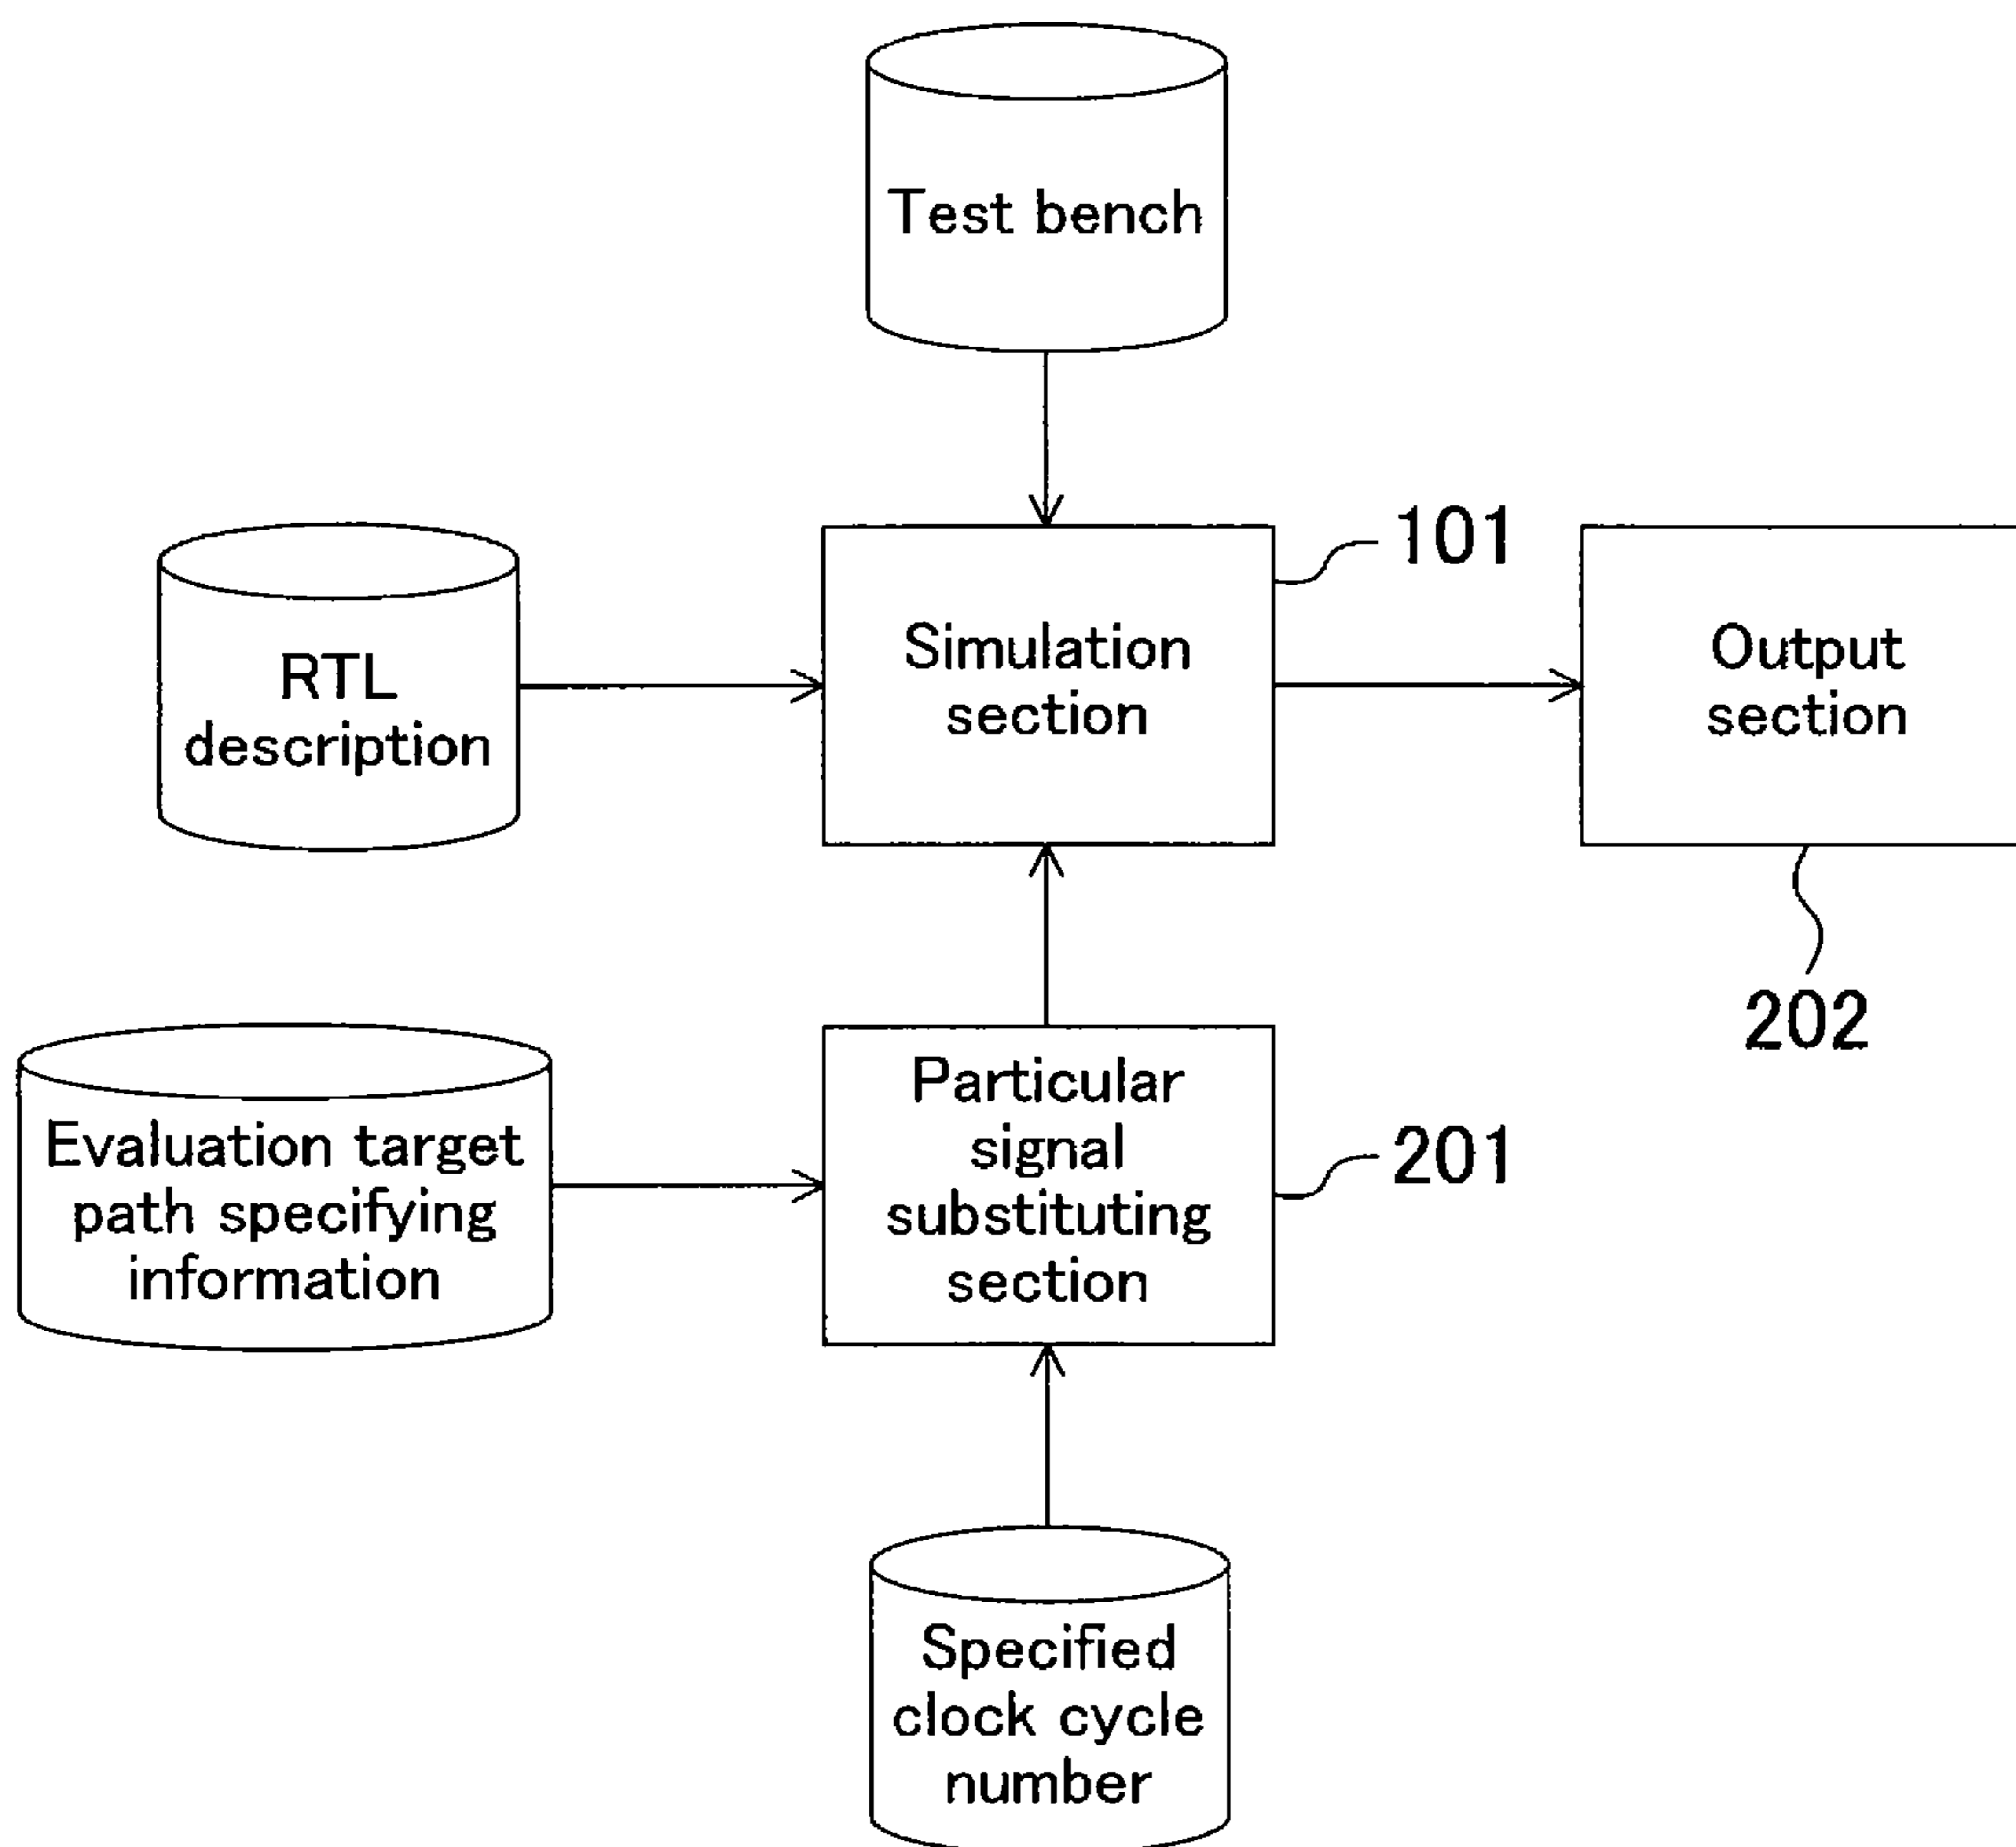 Test bench
101
RTL
description
Simulation
section
Output
section
202
Evaluation target
path specifying
information
Particular
signal
substituting
section
201
Specified
clock cycle
number